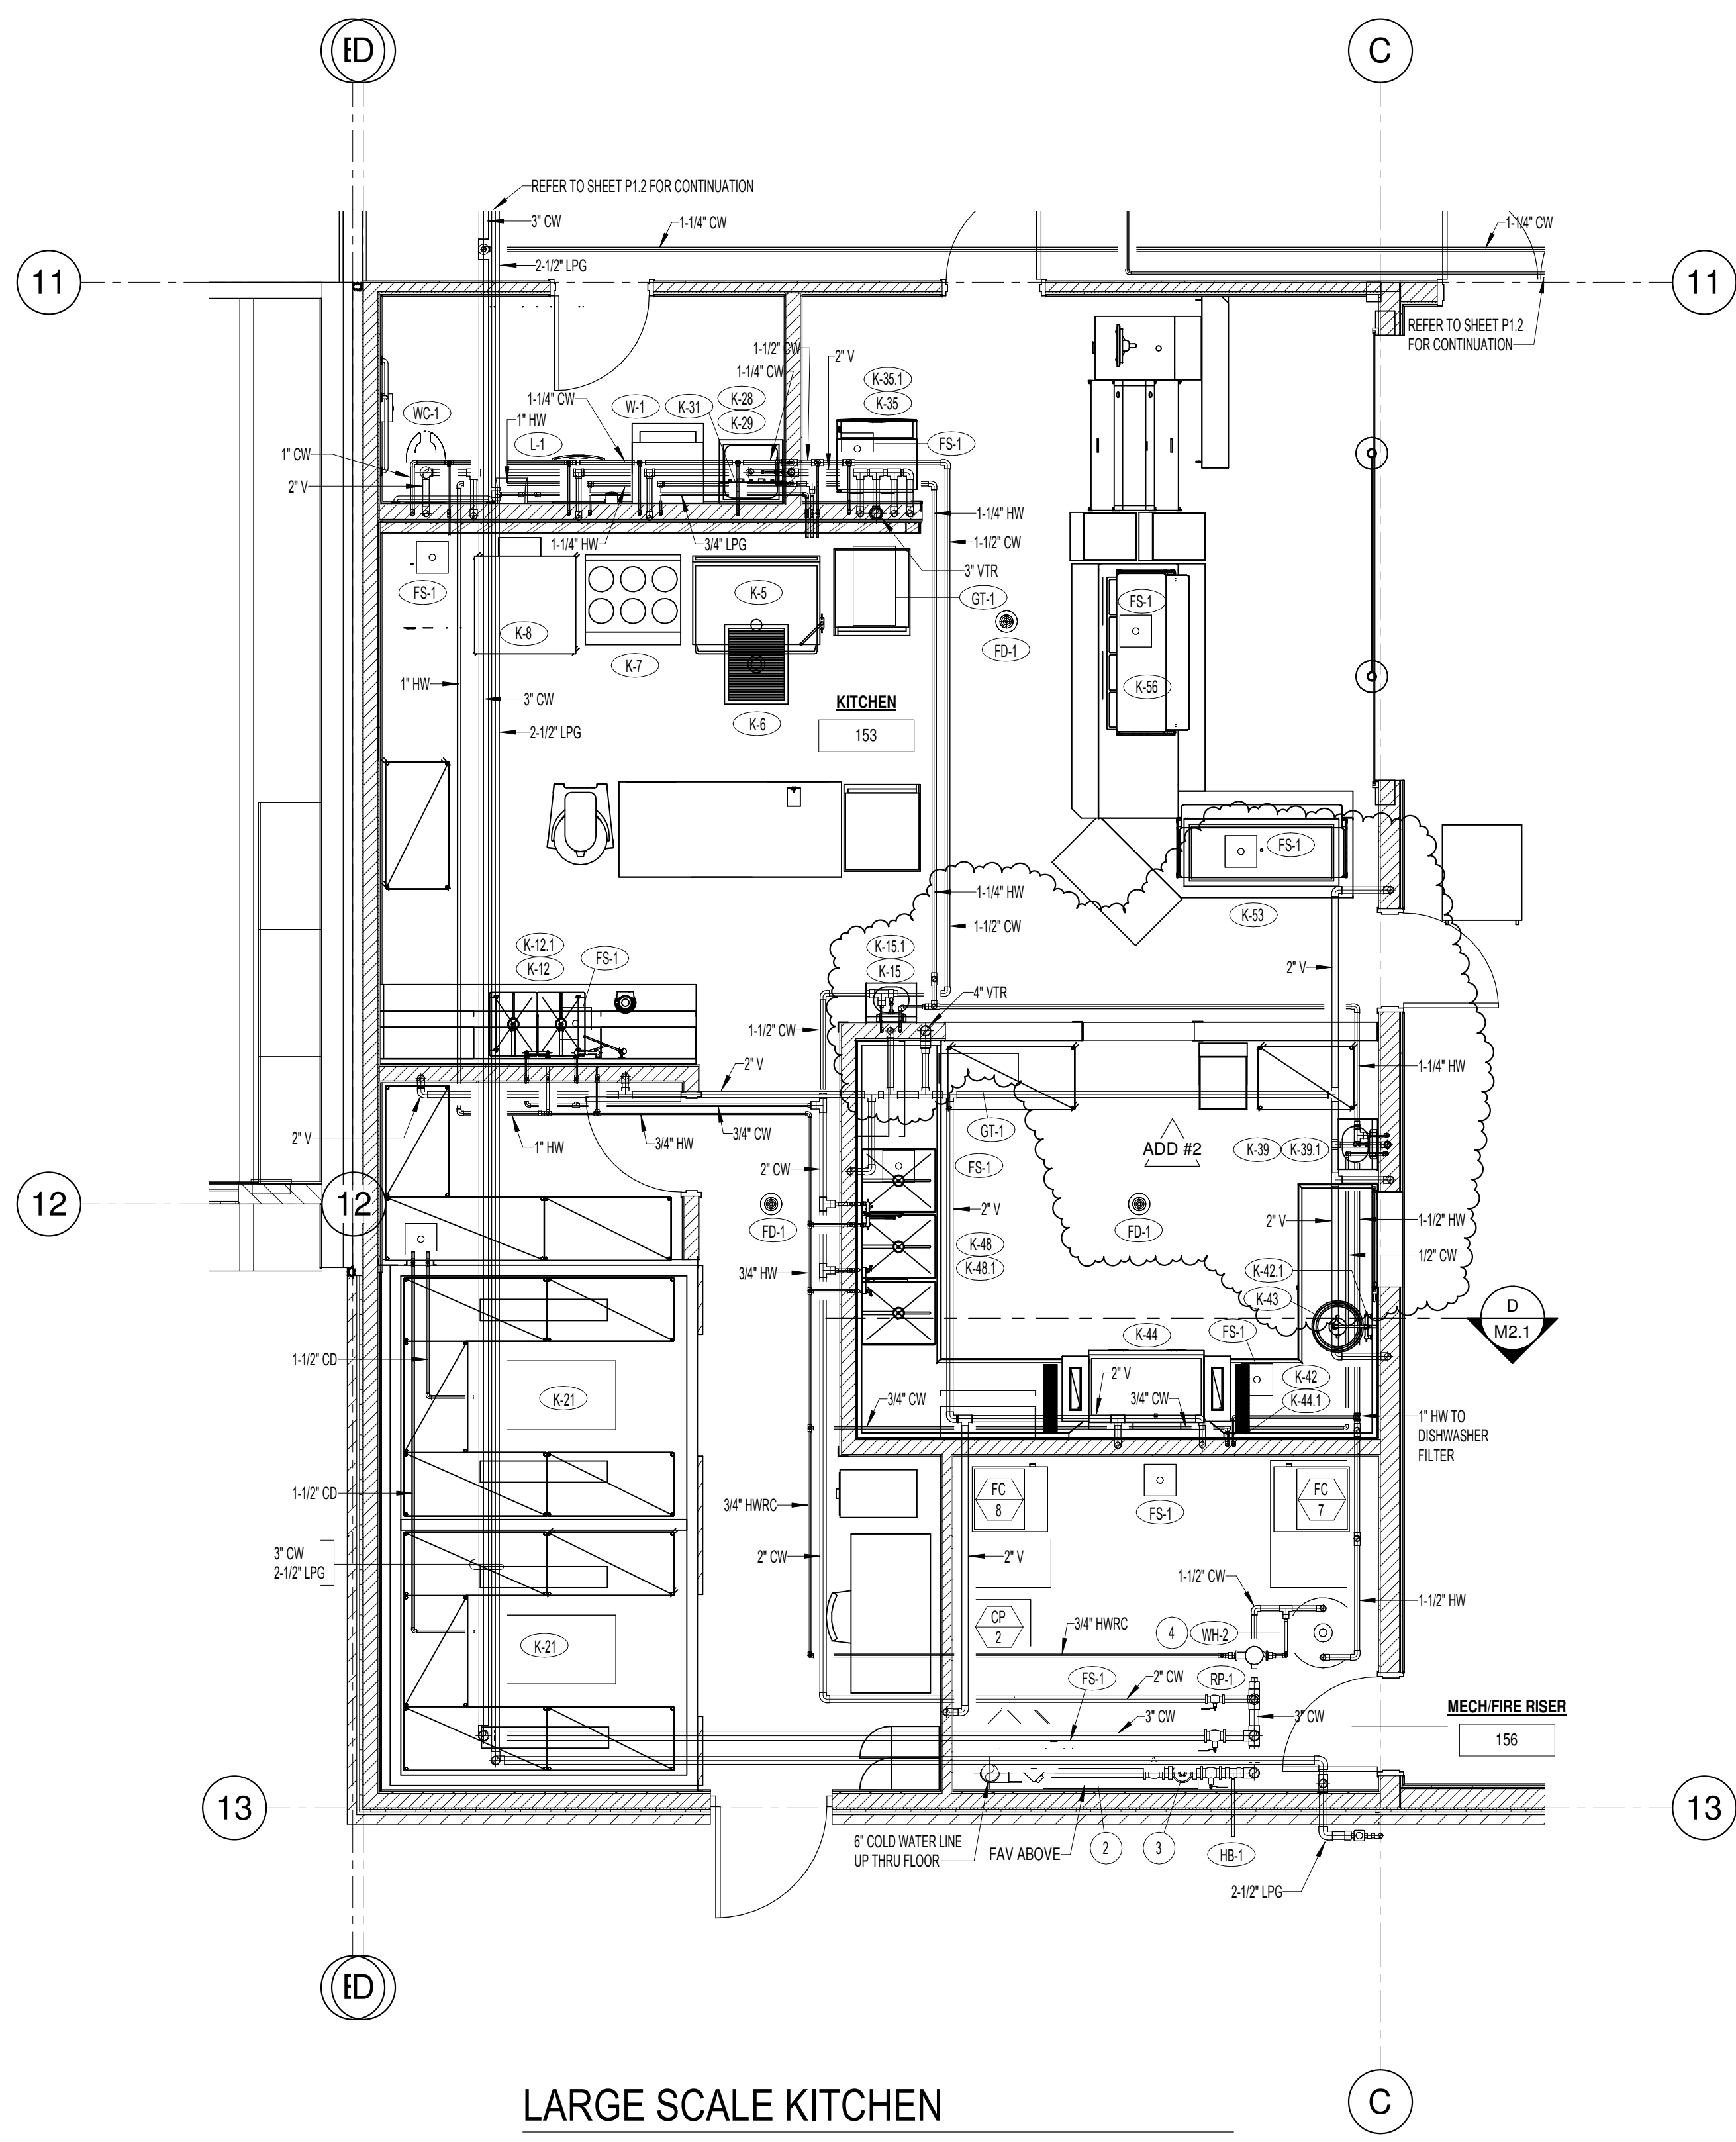 ED
C
REFER TO SHEET P1.2 FOR CONTINUATION
3" CW
1-1/4" CW
1-1/4" CW
2-1/2" LPG
11
11
REFER TO SHEET P1.2
FOR CONTINUATION
1-1/2" CW
2" V
1-1/4" CW
K-35.1
K-35
1-1/4" CW
W-1
K-31
K-28
K-29
WC-1
1" HW
L-1
FS-1
1" CW
2" V
1-1/4" HW
1-1/2" CW
1-1/4" HW
3/4" LPG
3" VTR
FS-1
K-5
GT-1
FS-1
K-8
K-7
FD-1
1" HW
3" CW
K-56
KITCHEN
K-6
2-1/2" LPG
153
FS-1
1-1/4" HW
K-53
1-1/2" CW
K-12.1
K-12
FS-1
K-15.1
K-15
2" V
4" VTR
1-1/2" CW
2" V
1-1/4" HW
2" V
1" HW
3/4" HW
3/4" CW
GT-1
ADD #2
K-39
K-39.1
2" CW
FS-1
12
12
FD-1
2" V
FD-1
2" V
1-1/2" HW
K-48
K-48.1
1/2" CW
3/4" HW
K-42.1
K-43
D
M2.1
K-44
FS-1
1-1/2" CD
K-21
3/4" CW
2" V
3/4" CW
K-42
K-44.1
1" HW TO
DISHWASHER
FILTER
1-1/2" CD
3/4" HWRC
FC
8
FS-1
FC
7
3" CW
2-1/2" LPG
2" CW
2" V
1-1/2" CW
1-1/2" HW
K-21
CP
2
3/4" HWRC
4
WH-2
FS-1
2" CW
RP-1
3" CW
3" CW
MECH/FIRE RISER
156
13
13
6" COLD WATER LINE
UP THRU FLOOR
FAV ABOVE
2
3
HB-1
2-1/2" LPG
ED
C
LARGE SCALE KITCHEN